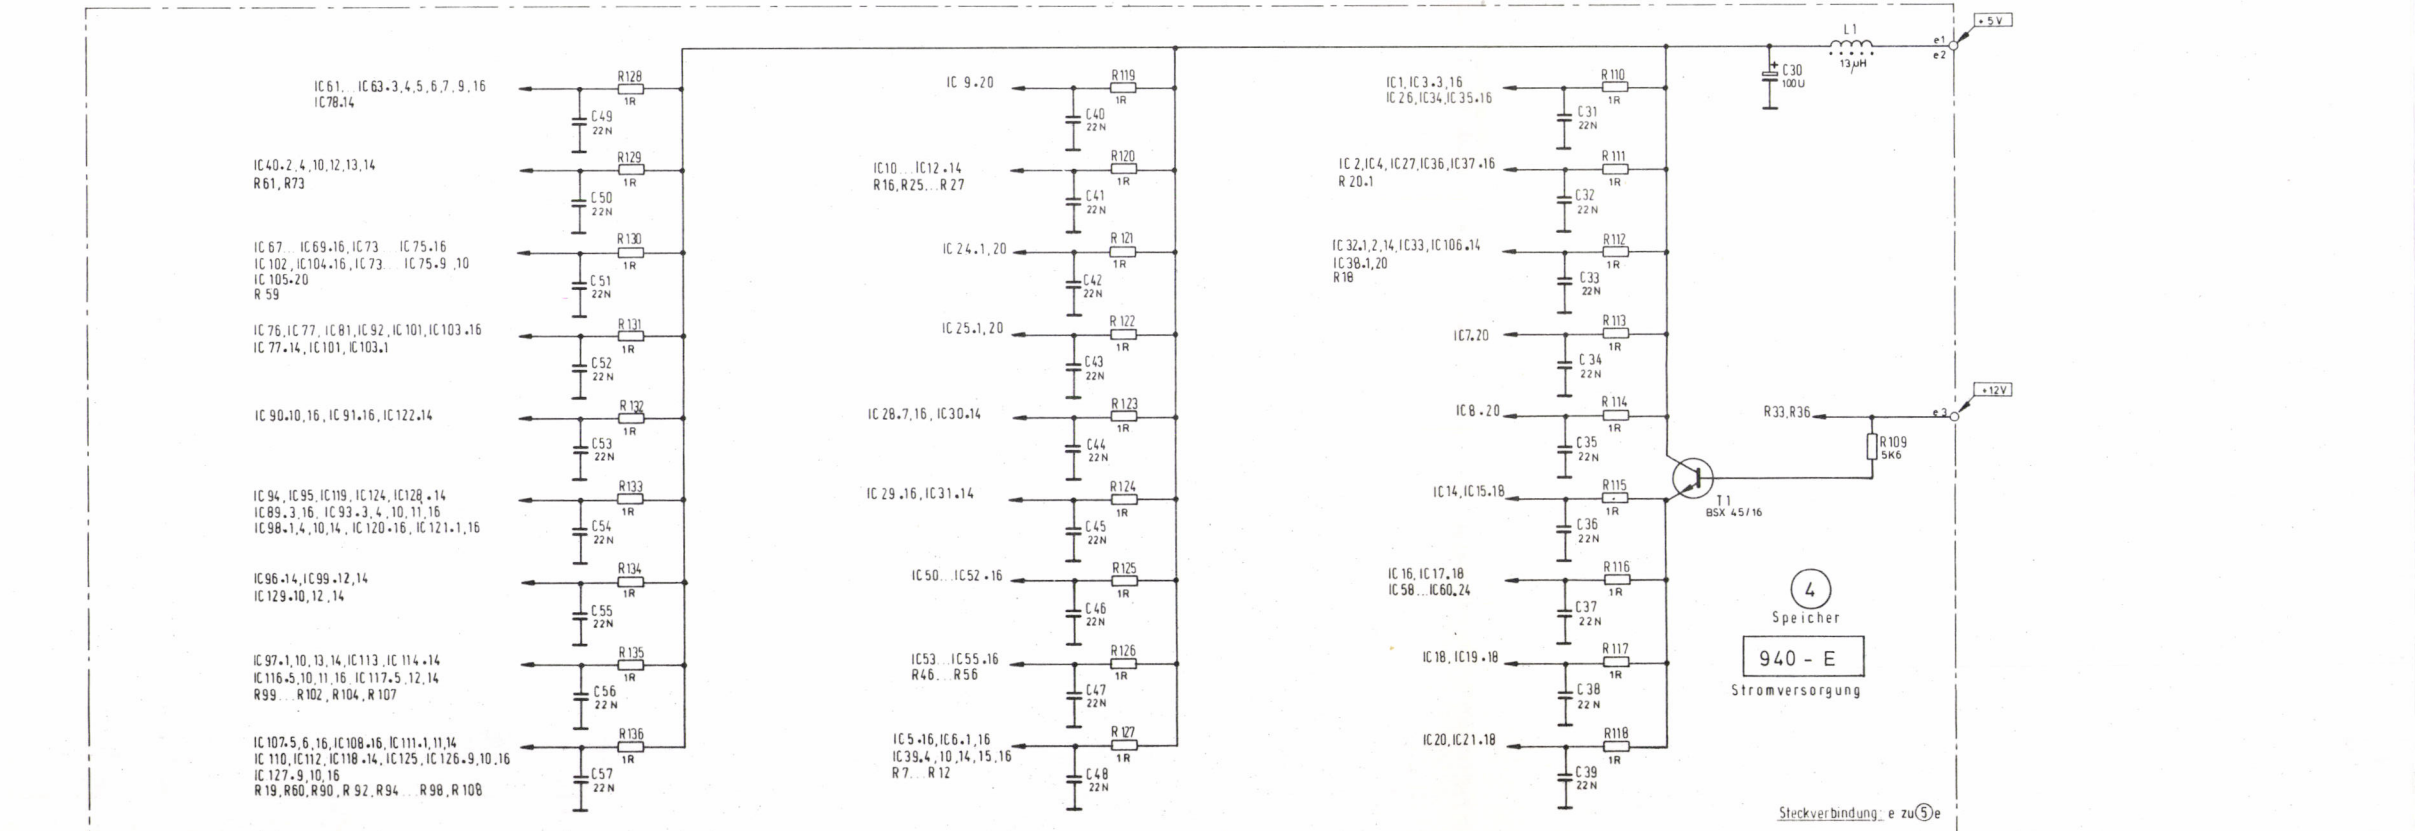 +5V
L1
13µH
e1
e2
C30
100U
IC61...IC63.3,4,5,6,7,9,16
IC78.14
R128
1R
C49
22N
IC40.2,4,10,12,13,14
R61,R73
R129
1R
C50
22N
IC67...IC69.16,IC73...IC75.16
IC102,IC104.16,IC73...IC75.9,10
IC105.20
R59
R130
1R
C51
22N
IC76,IC77,IC81,IC92,IC101,IC103.16
IC77.14,IC101,IC103.1
R131
1R
C52
22N
IC90.10,16,IC91.16,IC122.14
R132
1R
C53
22N
IC94,IC95,IC119,IC124,IC128.14
IC89.3,16,IC93.3,4,10,11,16
IC98.1,4,10,14,IC120.16,IC121.1,16
R133
1R
C54
22N
IC96.14,IC99.12,14
IC129.10,12,14
R134
1R
C55
22N
IC97.1,10,13,14,IC113,IC114.14
IC116.5,10,11,16,IC117.5,12,14
R99...R102,R104,R107
R135
1R
C56
22N
IC107.5,6,16,IC108.16,IC111.1,11,14
IC110,IC112,IC118.14,IC125,IC126.9,10,16
IC127.9,10,16
R19,R60,R90,R92,R94...R98,R108
R136
1R
C57
22N
IC9.20
R119
1R
C40
22N
IC10...IC12.14
R16,R25...R27
R120
1R
C41
22N
IC24.1,20
R121
1R
C42
22N
IC25.1,20
R122
1R
C43
22N
IC28.7,16,IC30.14
R123
1R
C44
22N
IC29.16,IC31.14
R124
1R
C45
22N
IC50...IC52.16
R125
1R
C46
22N
IC53...IC55.16
R46...R56
R126
1R
C47
22N
IC5.16,IC6.1,16
IC39.4,10,14,15,16
R7...R12
R127
1R
C48
22N
IC1,IC3.3,16
IC26,IC34,IC35.16
R110
1R
C31
22N
IC2,IC4,IC27,IC36,IC37.16
R20.1
R111
1R
C32
22N
IC32.1,2,14,IC33,IC106.14
IC38.1,20
R18
R112
1R
C33
22N
IC7.20
R113
1R
C34
22N
IC8.20
R114
1R
C35
22N
IC14,IC15.18
R115
1R
C36
22N
IC16,IC17.18
IC58...IC60.24
R116
1R
C37
22N
IC18,IC19.18
R117
1R
C38
22N
IC20,IC21.18
R118
1R
C39
22N
+12V
R33,R36
e3
R109
5K6
T1
BSX 45/16
4
Speicher
940 - E
Stromversorgung
Steckverbindung: e zu 5 e